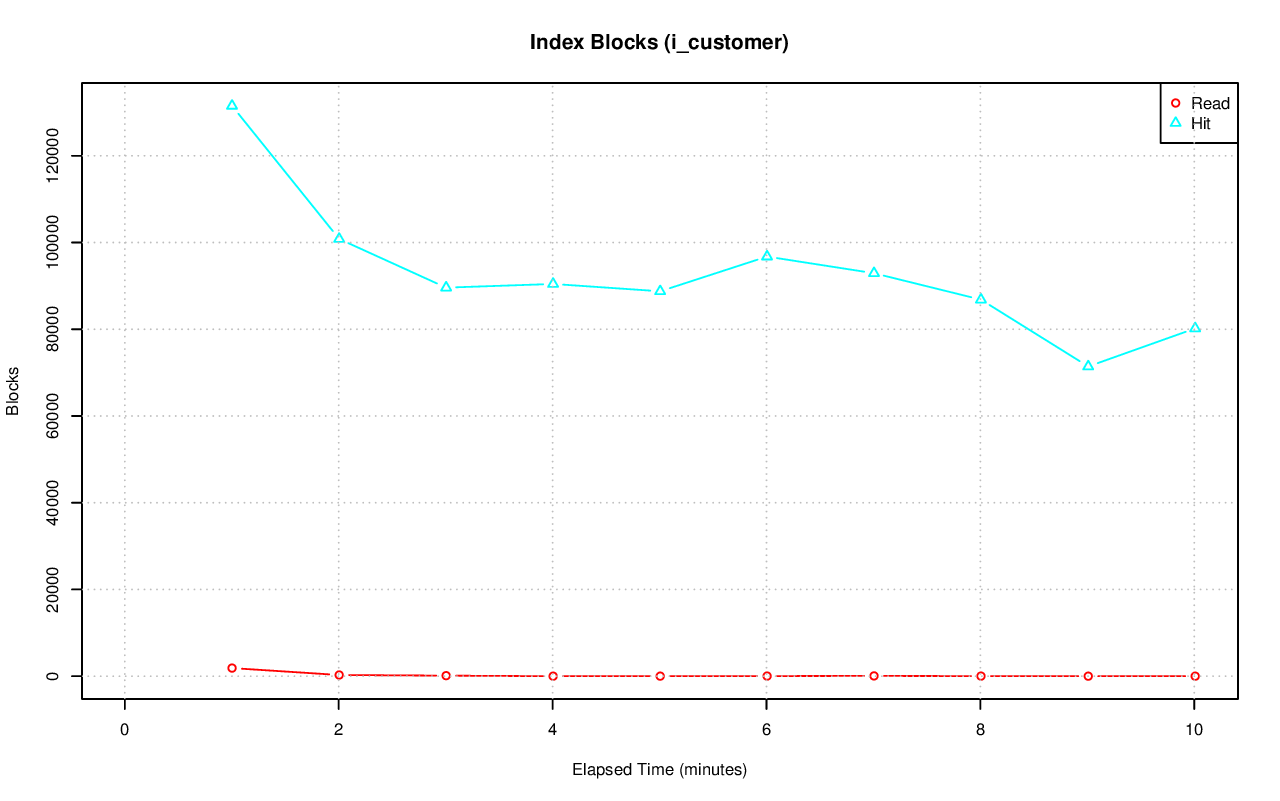 Index Blocks (i_customer)
Read
Hit
120000
100000
80000
60000
40000
20000
0
Blocks
0 2 4 6 8 10
Elapsed Time (minutes)